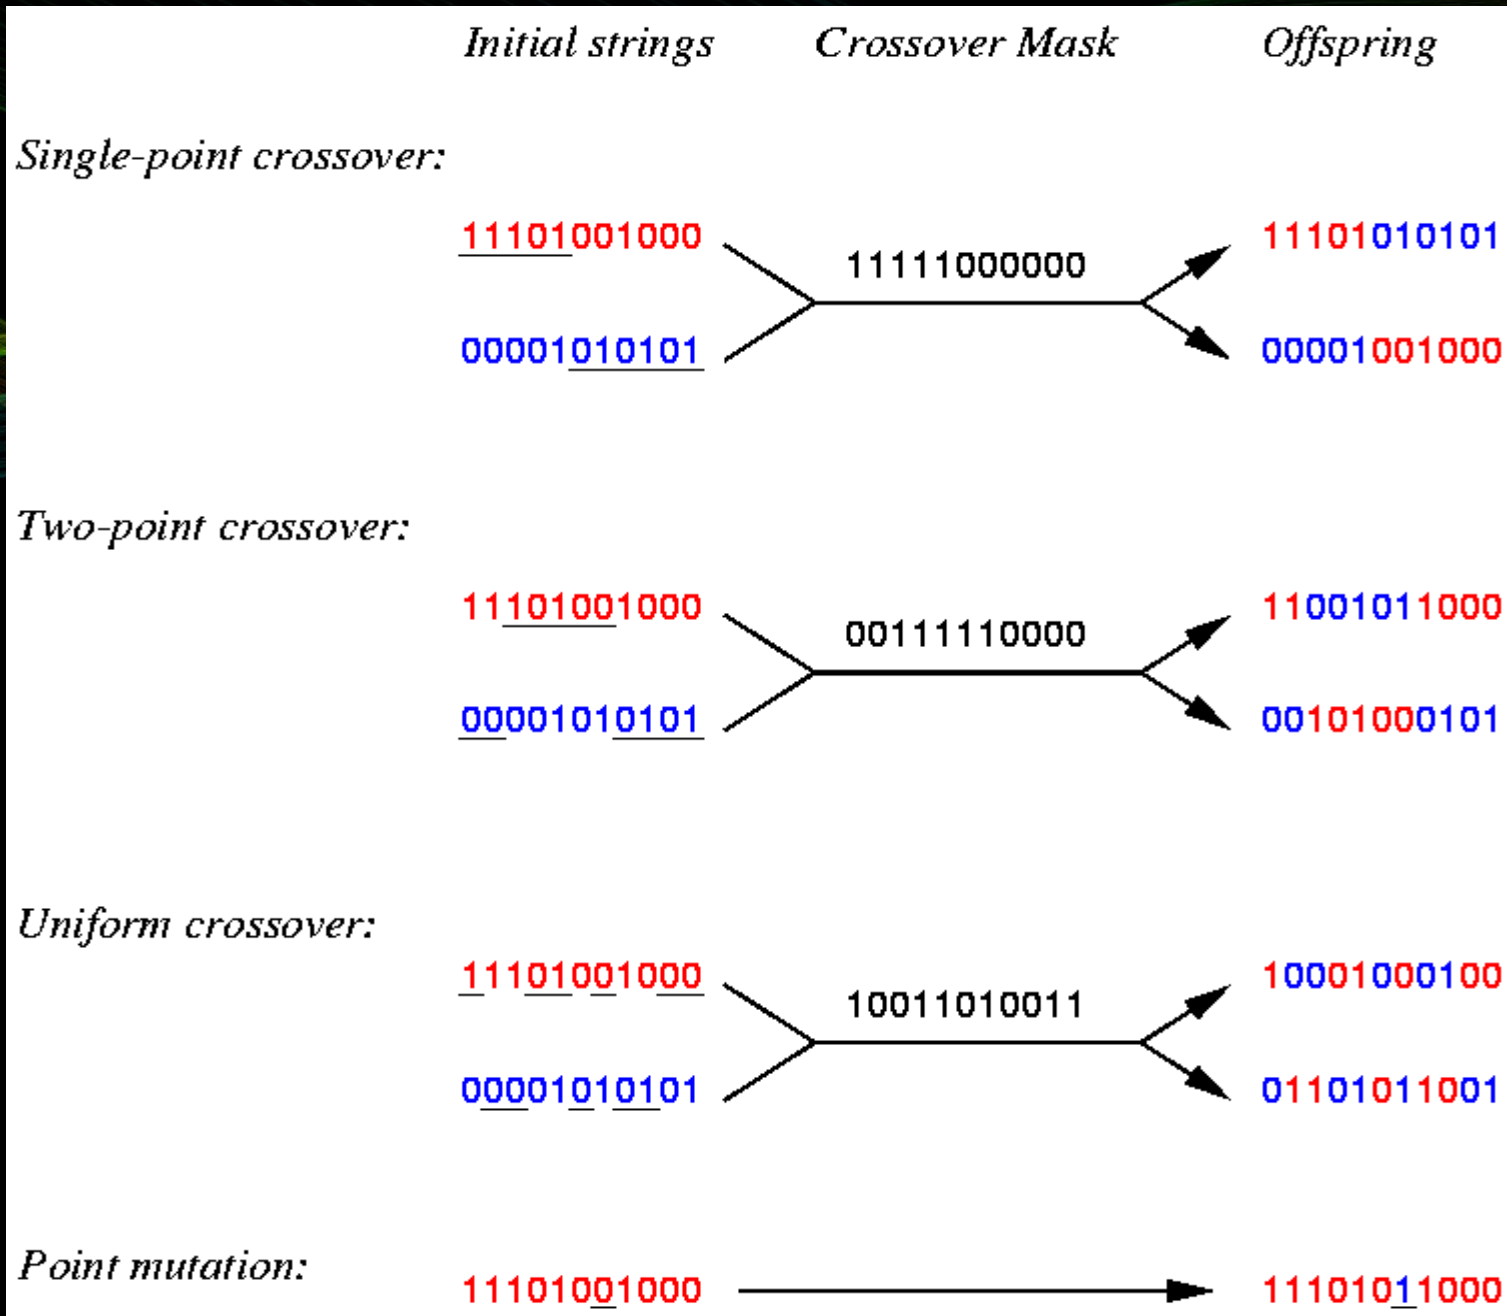 Initial strings Crossover Mask Offspring
Single-point crossover:
11101001000 11111000000 11101010101
00001010101 00001001000
Two-point crossover:
11101001000 00111110000 11001011000
00001010101 00101000101
Uniform crossover:
11101001000 10011010011 10001000100
00001010101 01101011001
Point mutation: 11101001000 11101011000